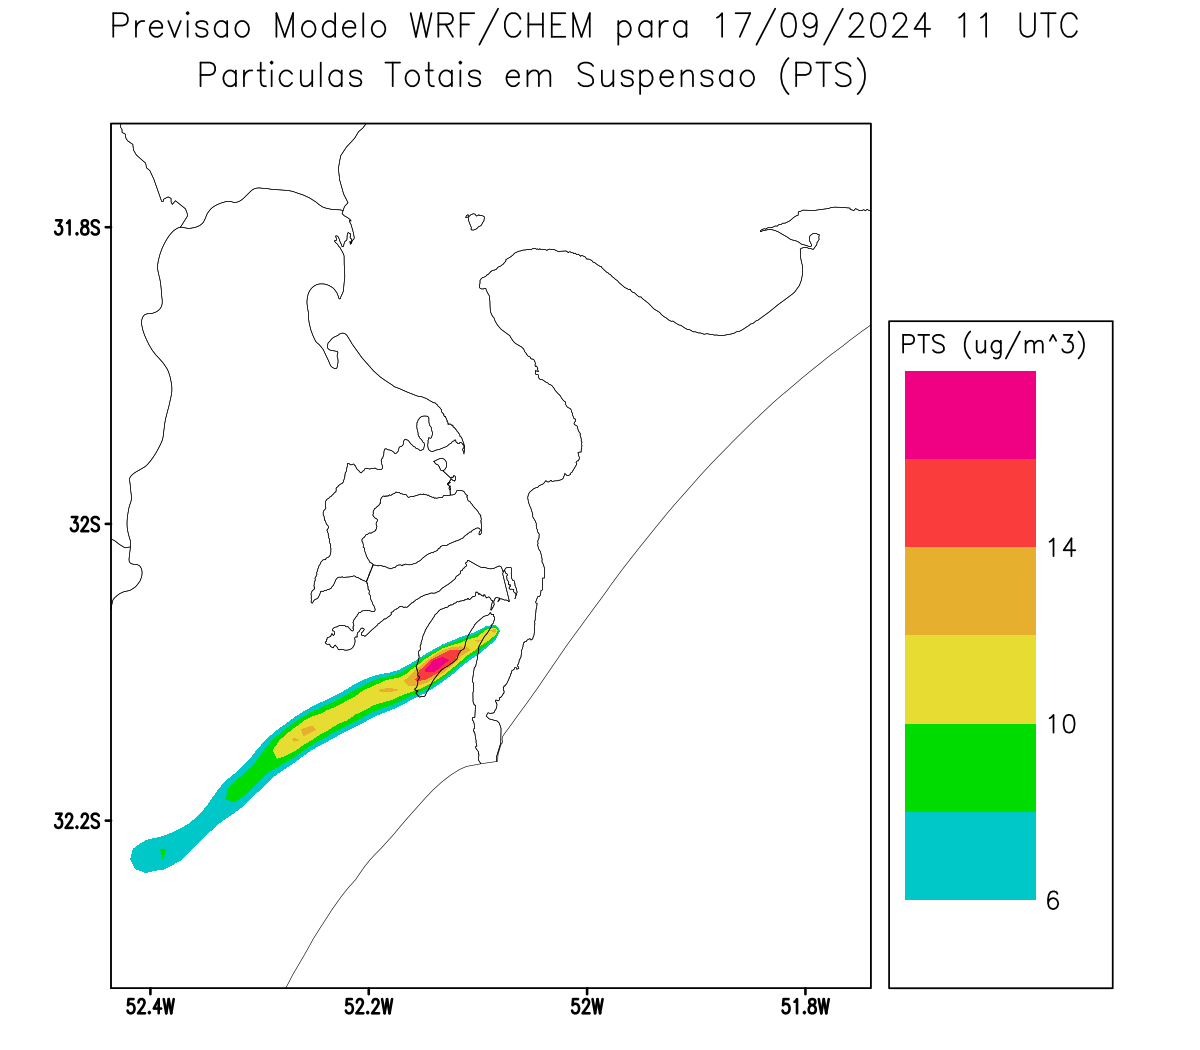 Previsao Modelo WRF/CHEM para 17/09/2024 11 UTC
Particulas Totais em Suspensao (PTS)
31.8S
32S
32.2S
52.4W
52.2W
52W
51.8W
PTS (ug/m^3)
14
10
6